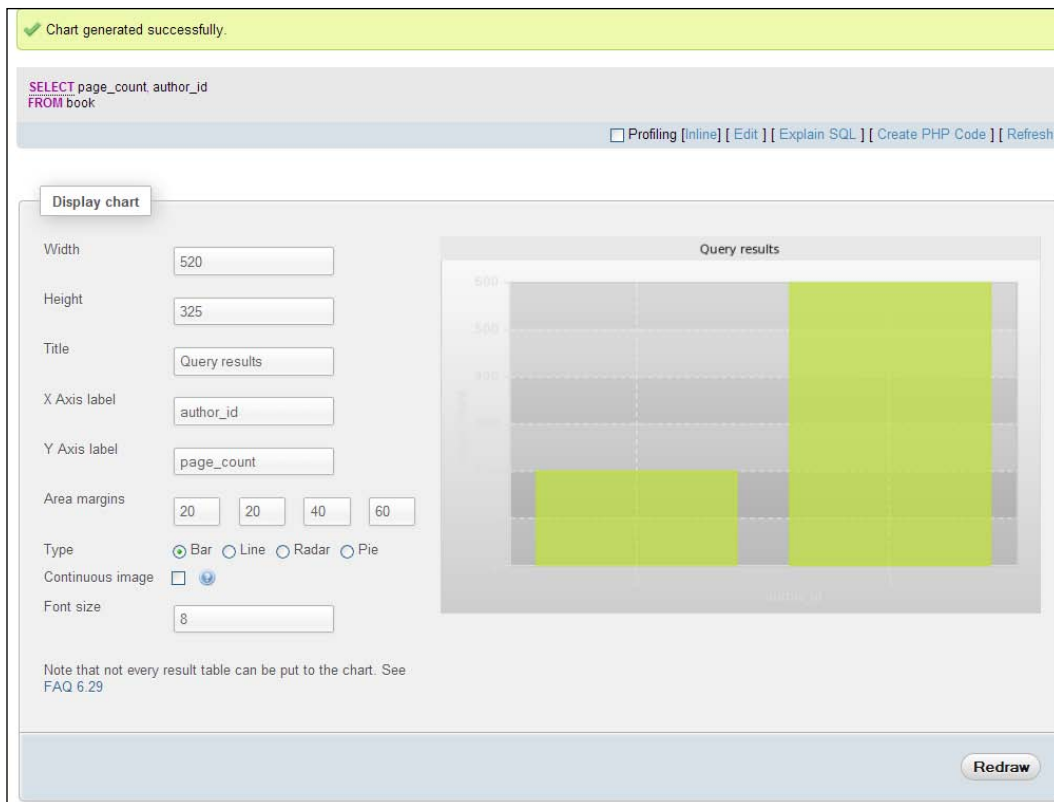 Chart generated successfully.
SELECT page_count, author_id
FROM book
Profiling [Inline] [ Edit ] [ Explain SQL ] [ Create PHP Code ] [ Refresh
Display chart
Width
520
Height
325
Title
Query results
X Axis label
author_id
Y Axis label
page_count
Area margins
20 20 40 60
Type
Bar Line Radar Pie
Continuous image
Font size
8
Note that not every result table can be put to the chart. See
FAQ 6.29
Query results
500
author_id
Redraw